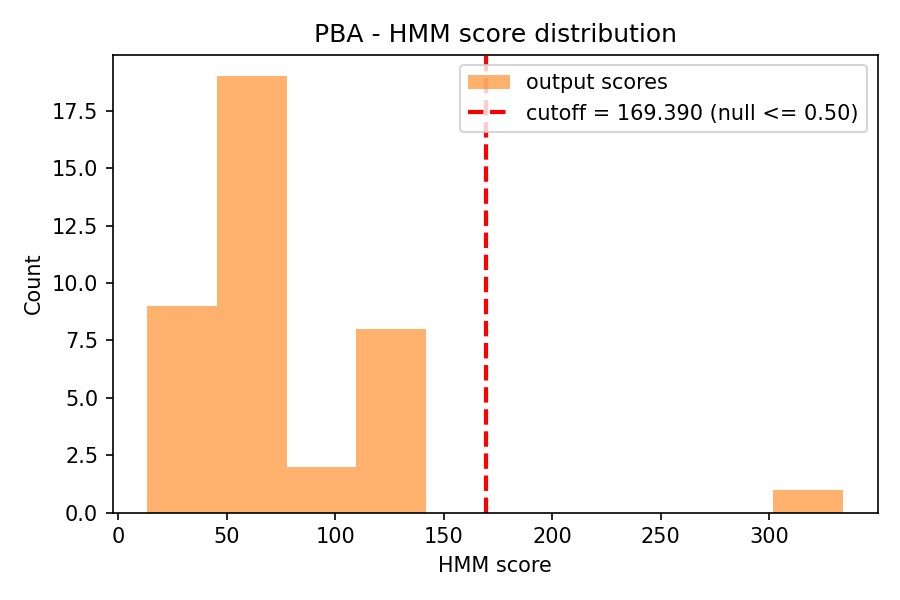 PBA - HMM score distribution
output scores
cutoff = 169.390 (null <= 0.50)
17.5
15.0
12.5
10.0
7.5
5.0
2.5
0.0
Count
0 50 100 150 200 250 300
HMM score